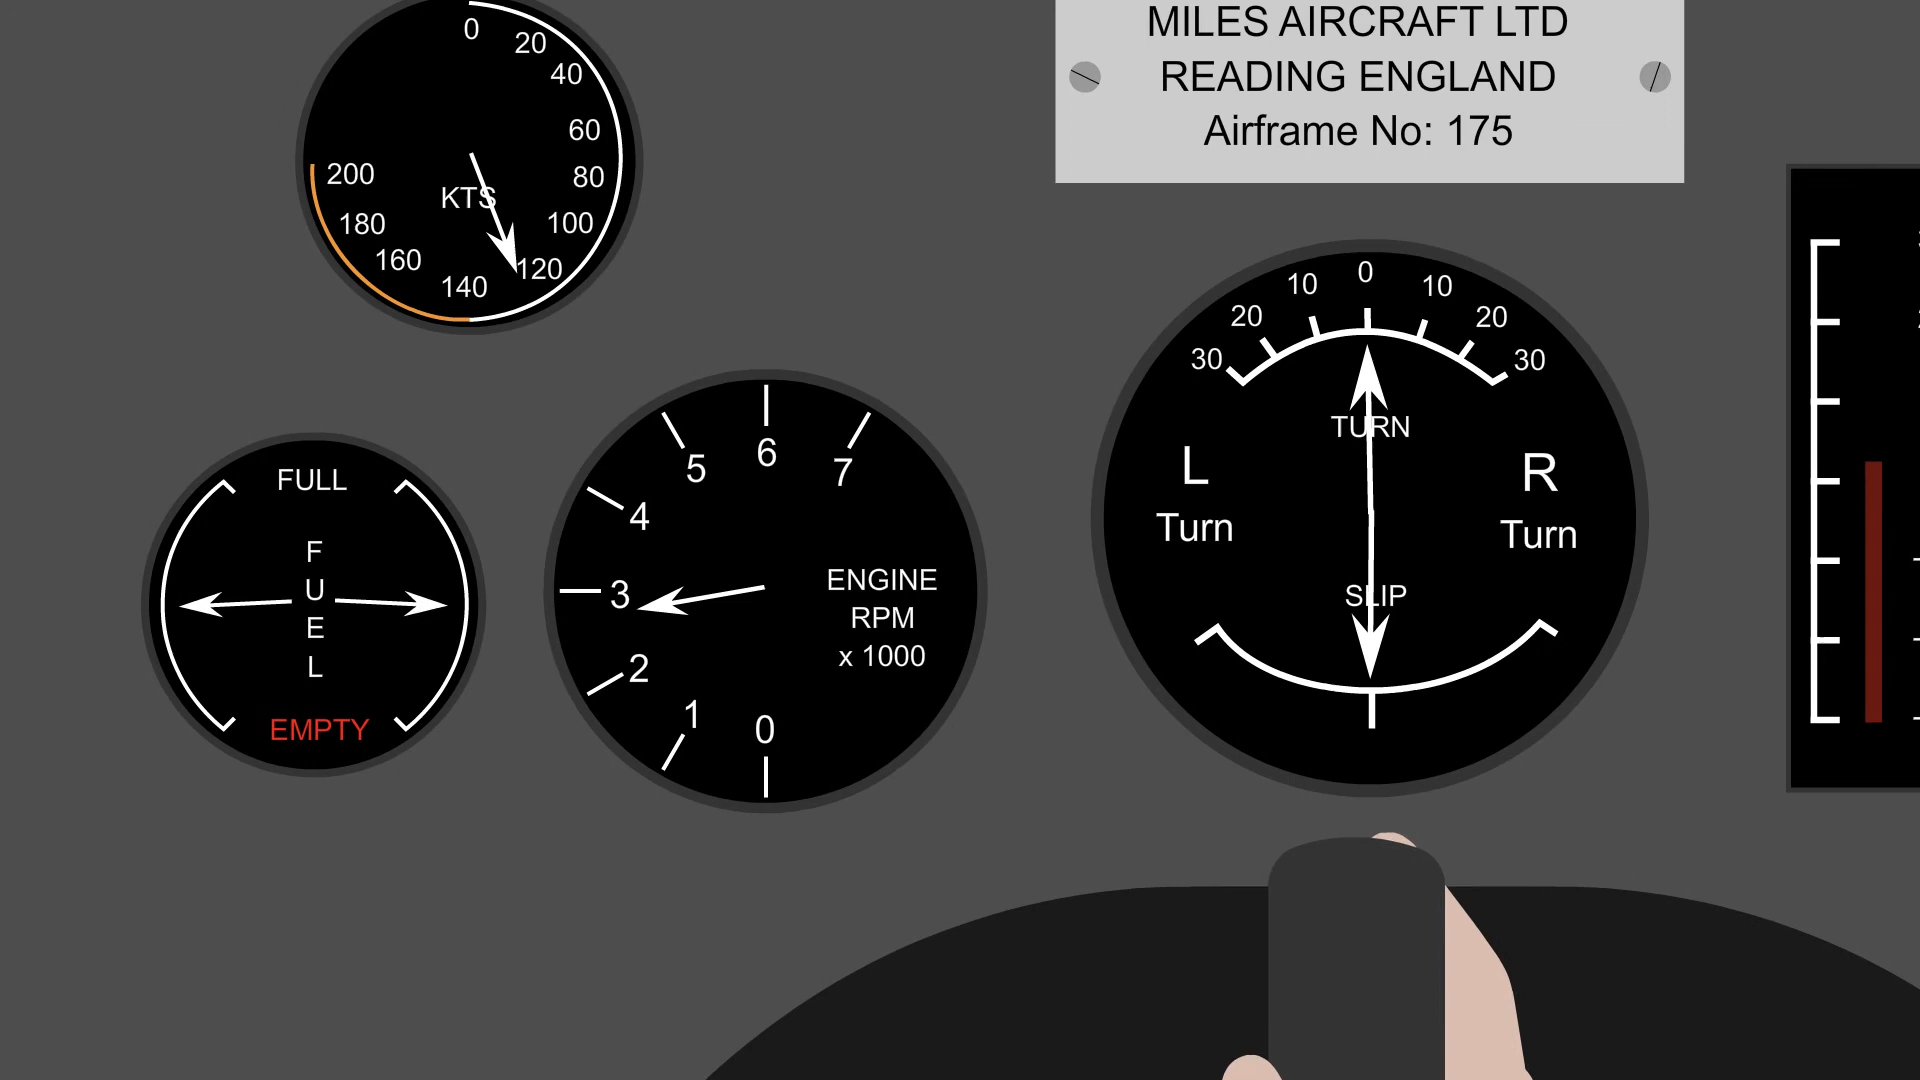 MILES AIRCRAFT LTD
READING ENGLAND
Airframe No: 175
0
20
40
60
80
100
120
140
160
180
200
KTS
FULL
F
U
E
L
EMPTY
0
1
2
3
4
5
6
7
ENGINE
RPM
x 1000
30
20
10
0
10
20
30
TURN
L
Turn
R
Turn
SLIP